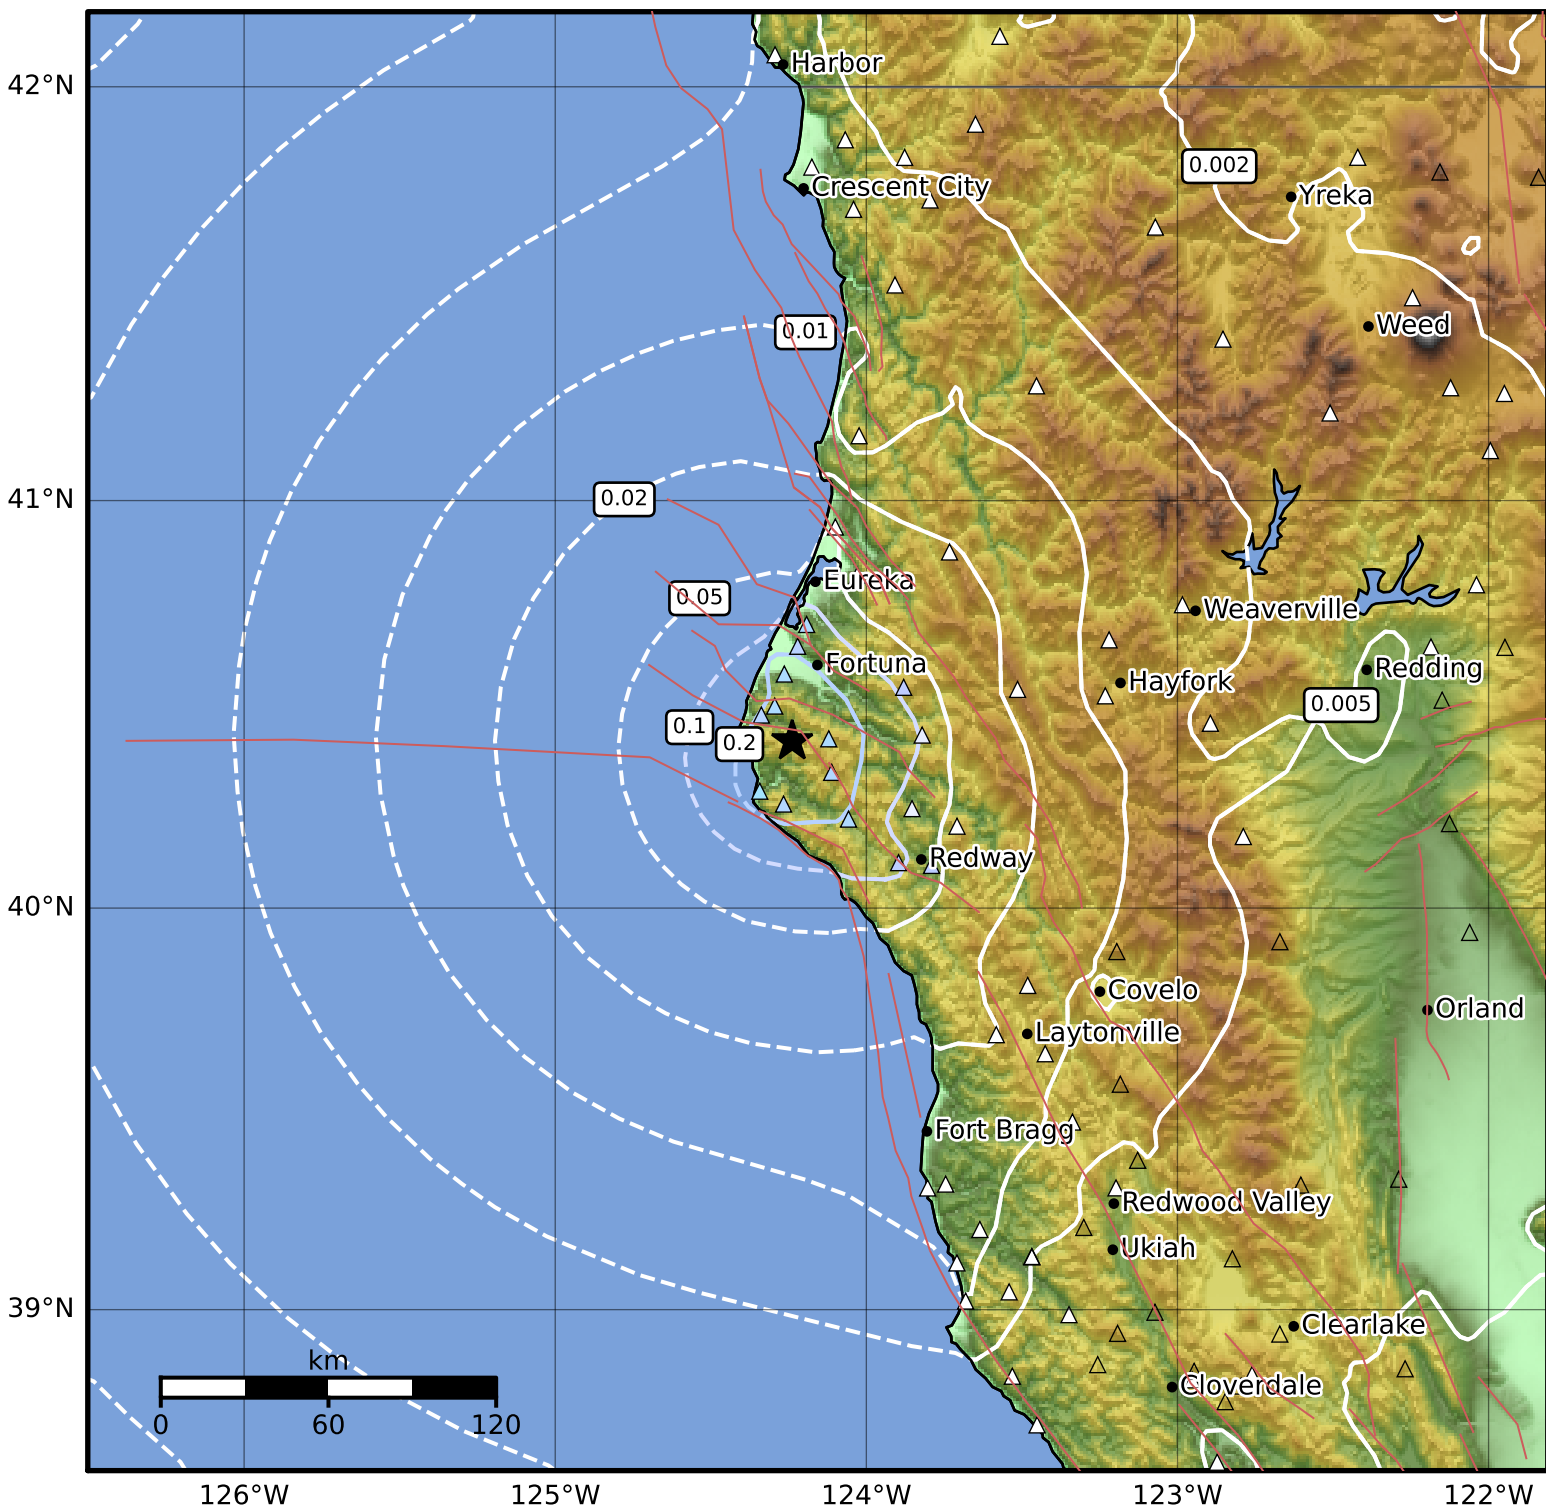 Harbor
42°N
0.002
Crescent City
Yreka
0.01
Weed
0.02
41°N
Eureka
0.05
Weaverville
Fortuna
Redding
Hayfork
0.005
0.1
0.2
Redway
40°N
Covelo
Orland
Laytonville
Fort Bragg
Redwood Valley
Ukiah
39°N
Clearlake
km
Cloverdale
0 60 120
126°W 125°W 124°W 123°W 122°W